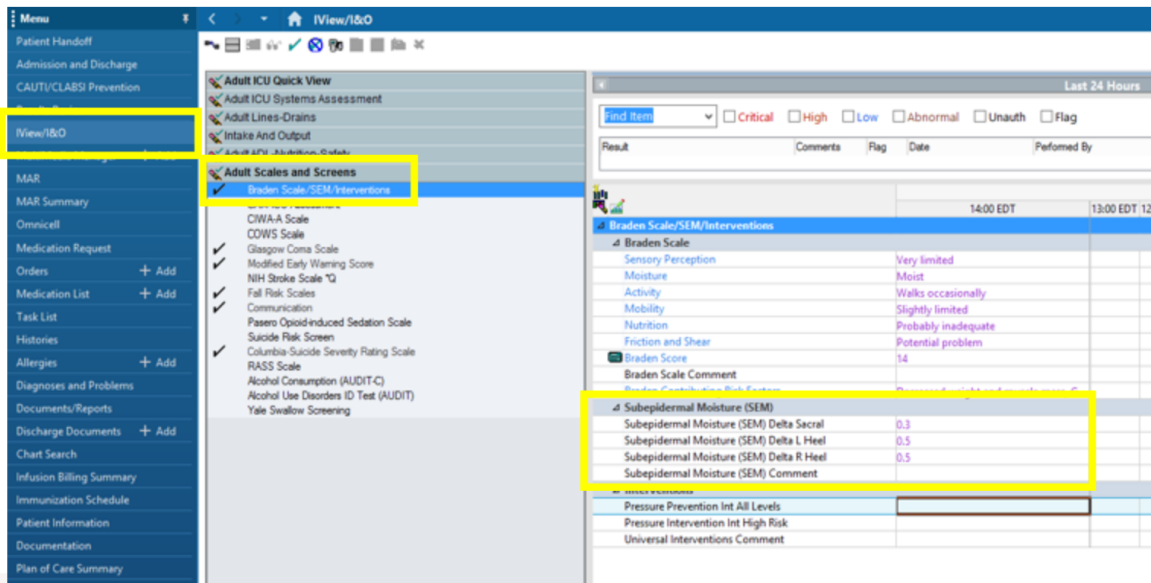 Menu
IView/I&O
Patient Handoff
Admission and Discharge
CAUTI/CLABSI Prevention
IView/I&O
MAR
MAR Summary
Omnicell
Medication Request
Orders + Add
Medication List + Add
Task List
Histories
Allergies + Add
Diagnoses and Problems
Documents/Reports
Discharge Documents + Add
Chart Search
Infusion Billing Summary
Immunization Schedule
Patient Information
Documentation
Plan of Care Summary
Adult ICU Quick View
Adult ICU Systems Assessment
Adult Lines-Drains
Intake And Output
Adult ADL-Nutrition-Safety
Adult Scales and Screens
Braden Scale/SEM/Interventions
CIWA-A Scale
COWS Scale
Glasgow Coma Scale
Modified Early Warning Score
NIH Stroke Scale *Q
Fall Risk Scales
Communication
Pasero Opioid-induced Sedation Scale
Suicide Risk Screen
Columbia-Suicide Severity Rating Scale
RASS Scale
Alcohol Consumption (AUDIT-C)
Alcohol Use Disorders ID Test (AUDIT)
Yale Swallow Screening
Last 24 Hours
Find Item Critical High Low Abnormal Unauth Flag
Result Comments Flag Date Performed By
14:00 EDT 13:00 EDT 12
Braden Scale/SEM/Interventions
Braden Scale
Sensory Perception Very limited
Moisture Moist
Activity Walks occasionally
Mobility Slightly limited
Nutrition Probably inadequate
Friction and Shear Potential problem
Braden Score 14
Braden Scale Comment
Braden Contributing Risk Factors
Subepidermal Moisture (SEM)
Subepidermal Moisture (SEM) Delta Sacral 0.3
Subepidermal Moisture (SEM) Delta L Heel 0.5
Subepidermal Moisture (SEM) Delta R Heel 0.5
Subepidermal Moisture (SEM) Comment
Interventions
Pressure Prevention Int All Levels
Pressure Intervention Int High Risk
Universal Interventions Comment